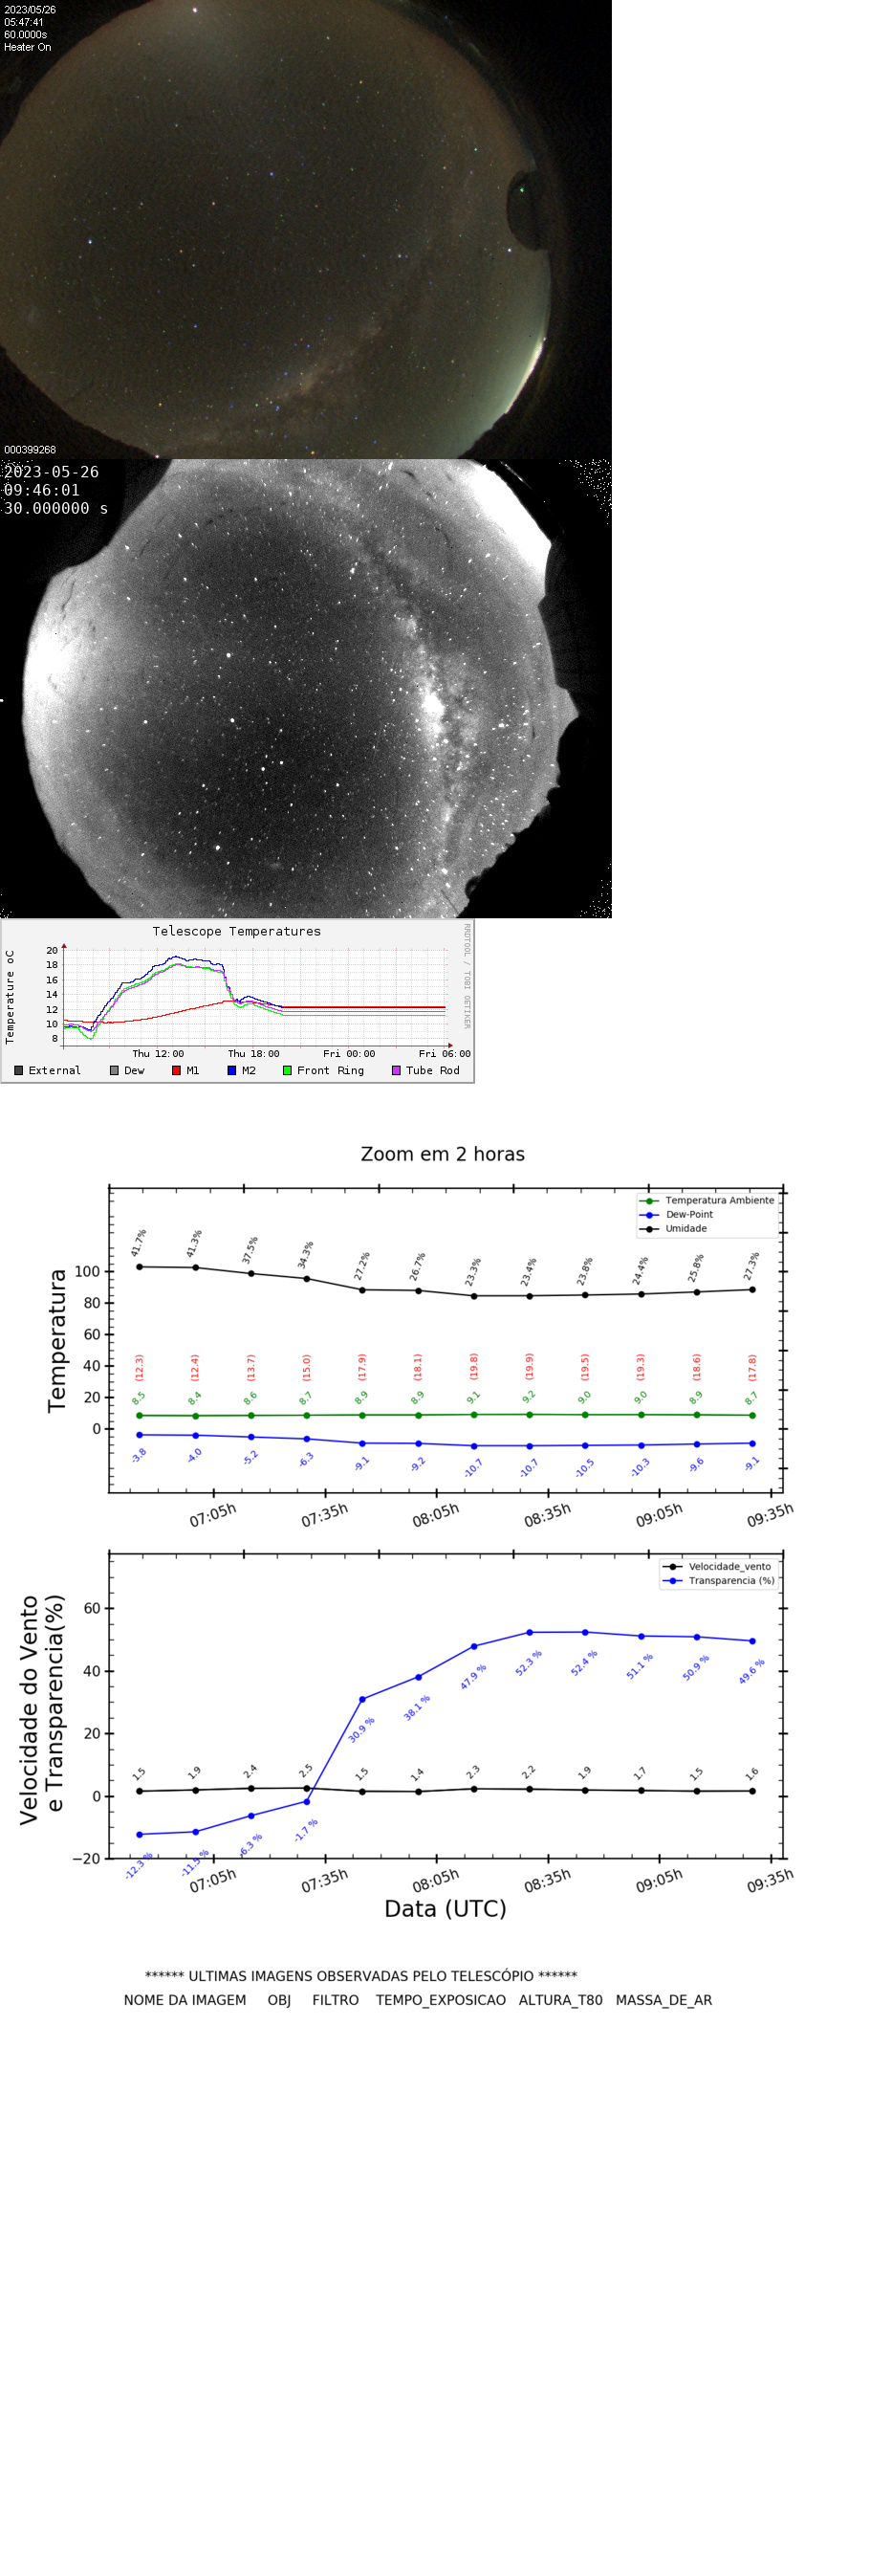 2023/05/26
05:47:41
60.0000s
Heater On
000399268
2023-05-26
09:46:01
30.000000 s
Telescope Temperatures
RRDTOOL / TOBI OETIKER
Temperature oC
20
18
16
14
12
10
8
Thu 12:00 Thu 18:00 Fri 00:00 Fri 06:00
External Dew M1 M2 Front Ring Tube Rod
Zoom em 2 horas
Temperatura Ambiente
Dew-Point
Umidade
Temperatura
100
80
60
40
20
0
41.7% 41.3% 37.5% 34.3% 27.2% 26.7% 23.3% 23.4% 23.8% 24.4% 25.8% 27.3%
(12.3) (12.4) (13.7) (15.0) (17.9) (18.1) (19.8) (19.9) (19.5) (19.3) (18.6) (17.8)
8.5 8.4 8.6 8.7 8.9 8.9 9.1 9.2 9.0 9.0 8.9 8.7
-3.8 -4.0 -5.2 -6.3 -9.1 -9.2 -10.7 -10.7 -10.5 -10.3 -9.6 -9.1
07:05h 07:35h 08:05h 08:35h 09:05h 09:35h
Velocidade_vento
Transparencia (%)
Velocidade do Vento
e Transparencia(%)
60
40
20
0
−20
1.5 1.9 2.4 2.5 1.5 1.4 2.3 2.2 1.9 1.7 1.5 1.6
-12.3 % -11.5 % -6.3 % -1.7 % 30.9 % 38.1 % 47.9 % 52.3 % 52.4 % 51.1 % 50.9 % 49.6 %
07:05h 07:35h 08:05h 08:35h 09:05h 09:35h
Data (UTC)
****** ULTIMAS IMAGENS OBSERVADAS PELO TELESCÓPIO ******
NOME DA IMAGEM OBJ FILTRO TEMPO_EXPOSICAO ALTURA_T80 MASSA_DE_AR